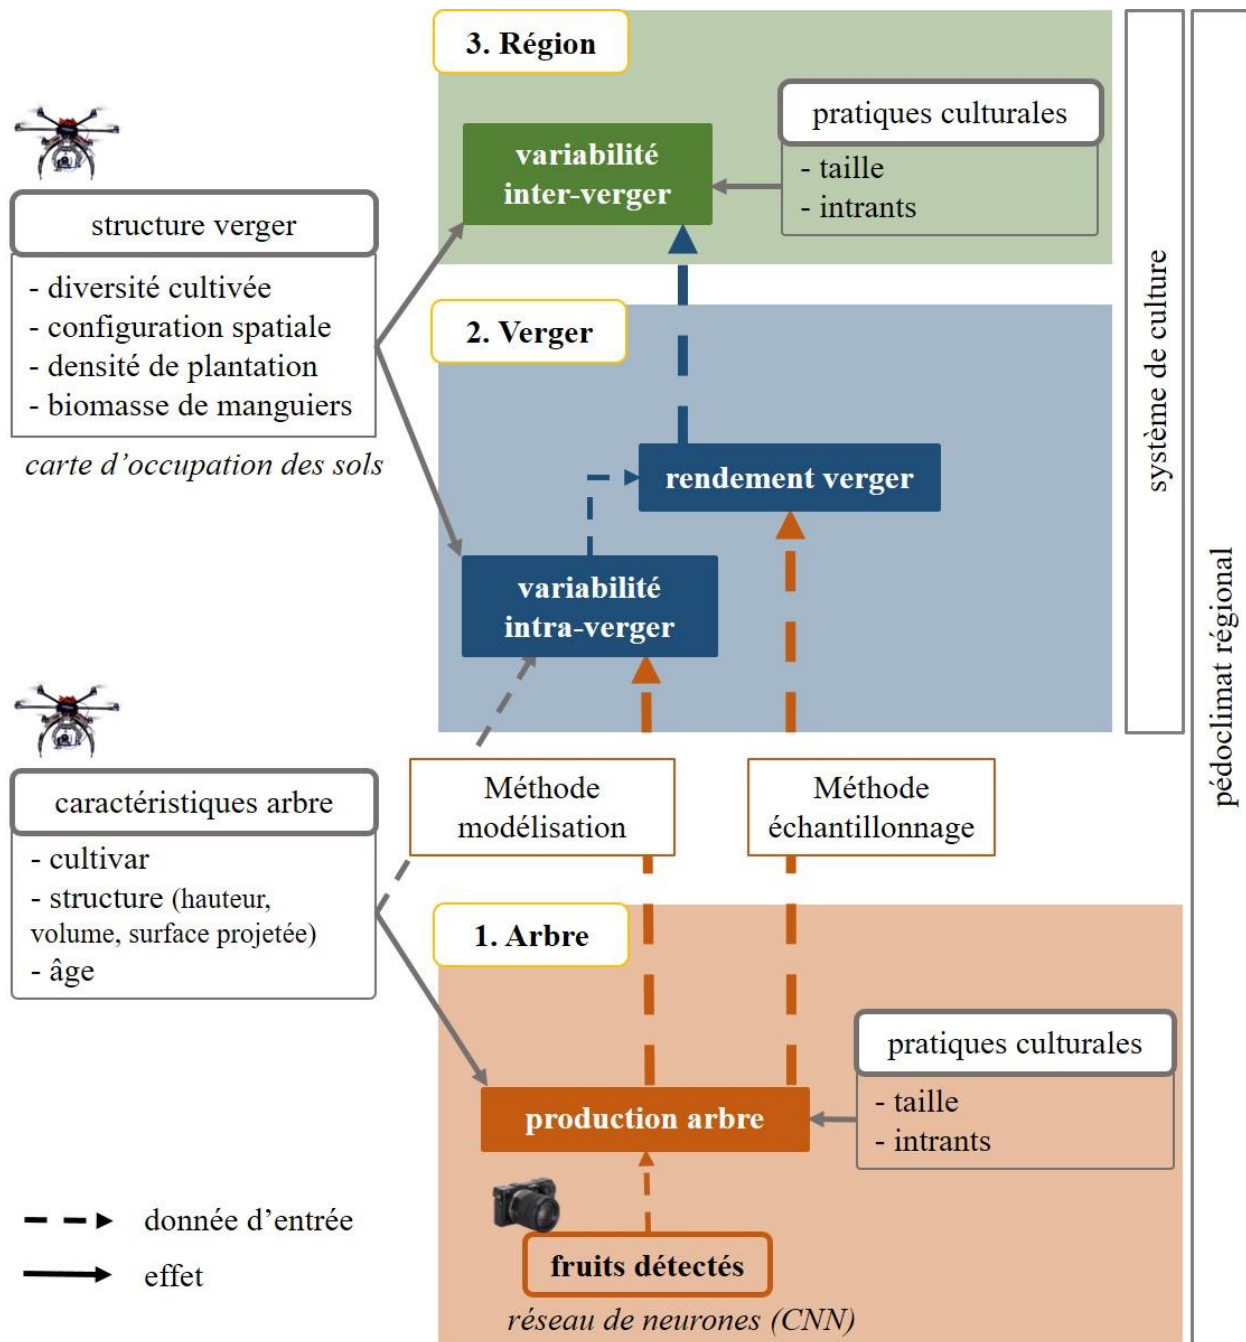 3. Région
pratiques culturales
- taille
- intrants
variabilité
inter-verger
structure verger
- diversité cultivée
- configuration spatiale
- densité de plantation
- biomasse de manguiers
carte d’occupation des sols
2. Verger
rendement verger
variabilité
intra-verger
système de culture
pédoclimat régional
caractéristiques arbre
- cultivar
- structure (hauteur,
volume, surface projetée)
- âge
Méthode
modélisation
Méthode
échantillonnage
1. Arbre
pratiques culturales
- taille
- intrants
production arbre
fruits détectés
réseau de neurones (CNN)
donnée d’entrée
effet